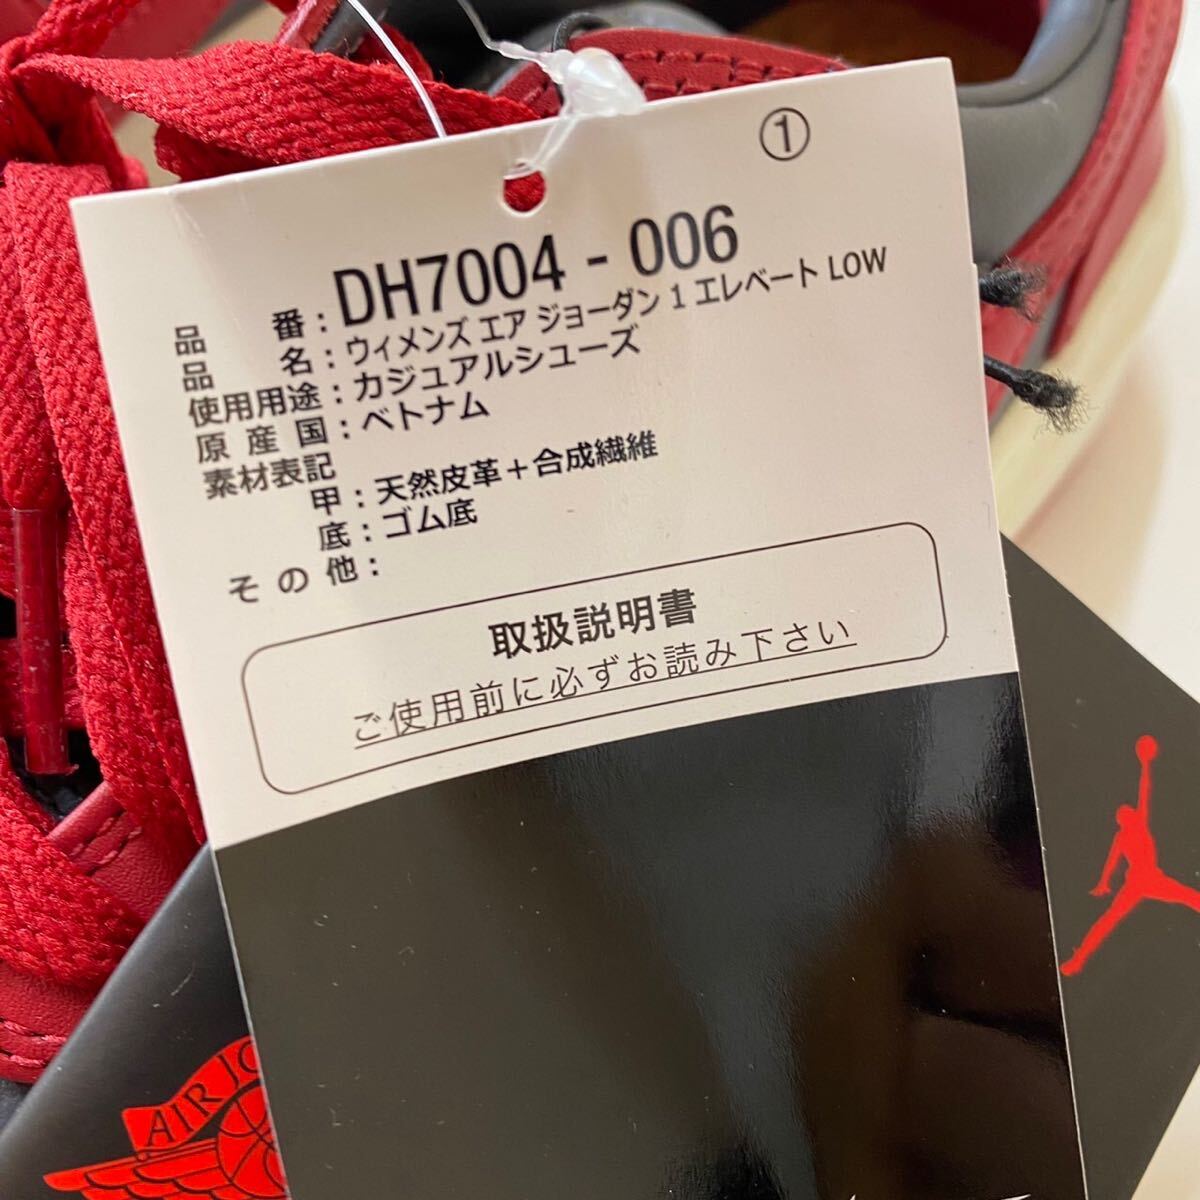 ①
品番：DH7004 - 006
品名：ウィメンズ エア ジョーダン 1 エレベート LOW
使用用途：カジュアルシューズ
原産国：ベトナム
素材表記
甲：天然皮革＋合成繊維
底：ゴム底
その他：
取扱説明書
ご使用前に必ずお読み下さい
AIR JO